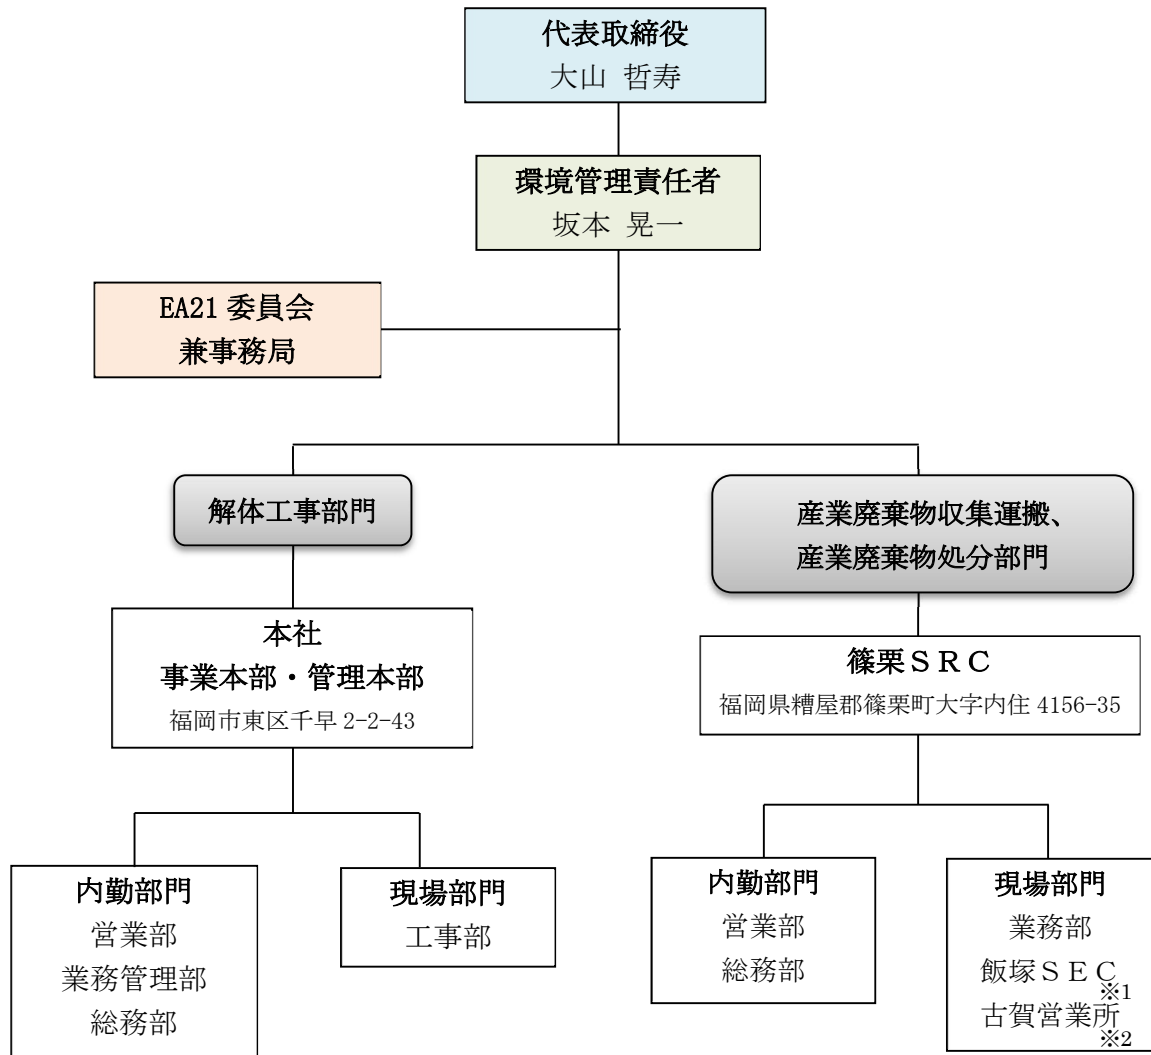 代表取締役
大山 哲寿
環境管理責任者
坂本 晃一
EA21 委員会
兼事務局
解体工事部門
産業廃棄物収集運搬、
産業廃棄物処分部門
本社
事業本部・管理本部
福岡市東区千早 2-2-43
篠栗ＳＲＣ
福岡県糟屋郡篠栗町大字内住 4156-35
内勤部門
営業部
業務管理部
総務部
現場部門
工事部
内勤部門
営業部
総務部
現場部門
業務部
飯塚ＳＥＣ
※1
古賀営業所
※2